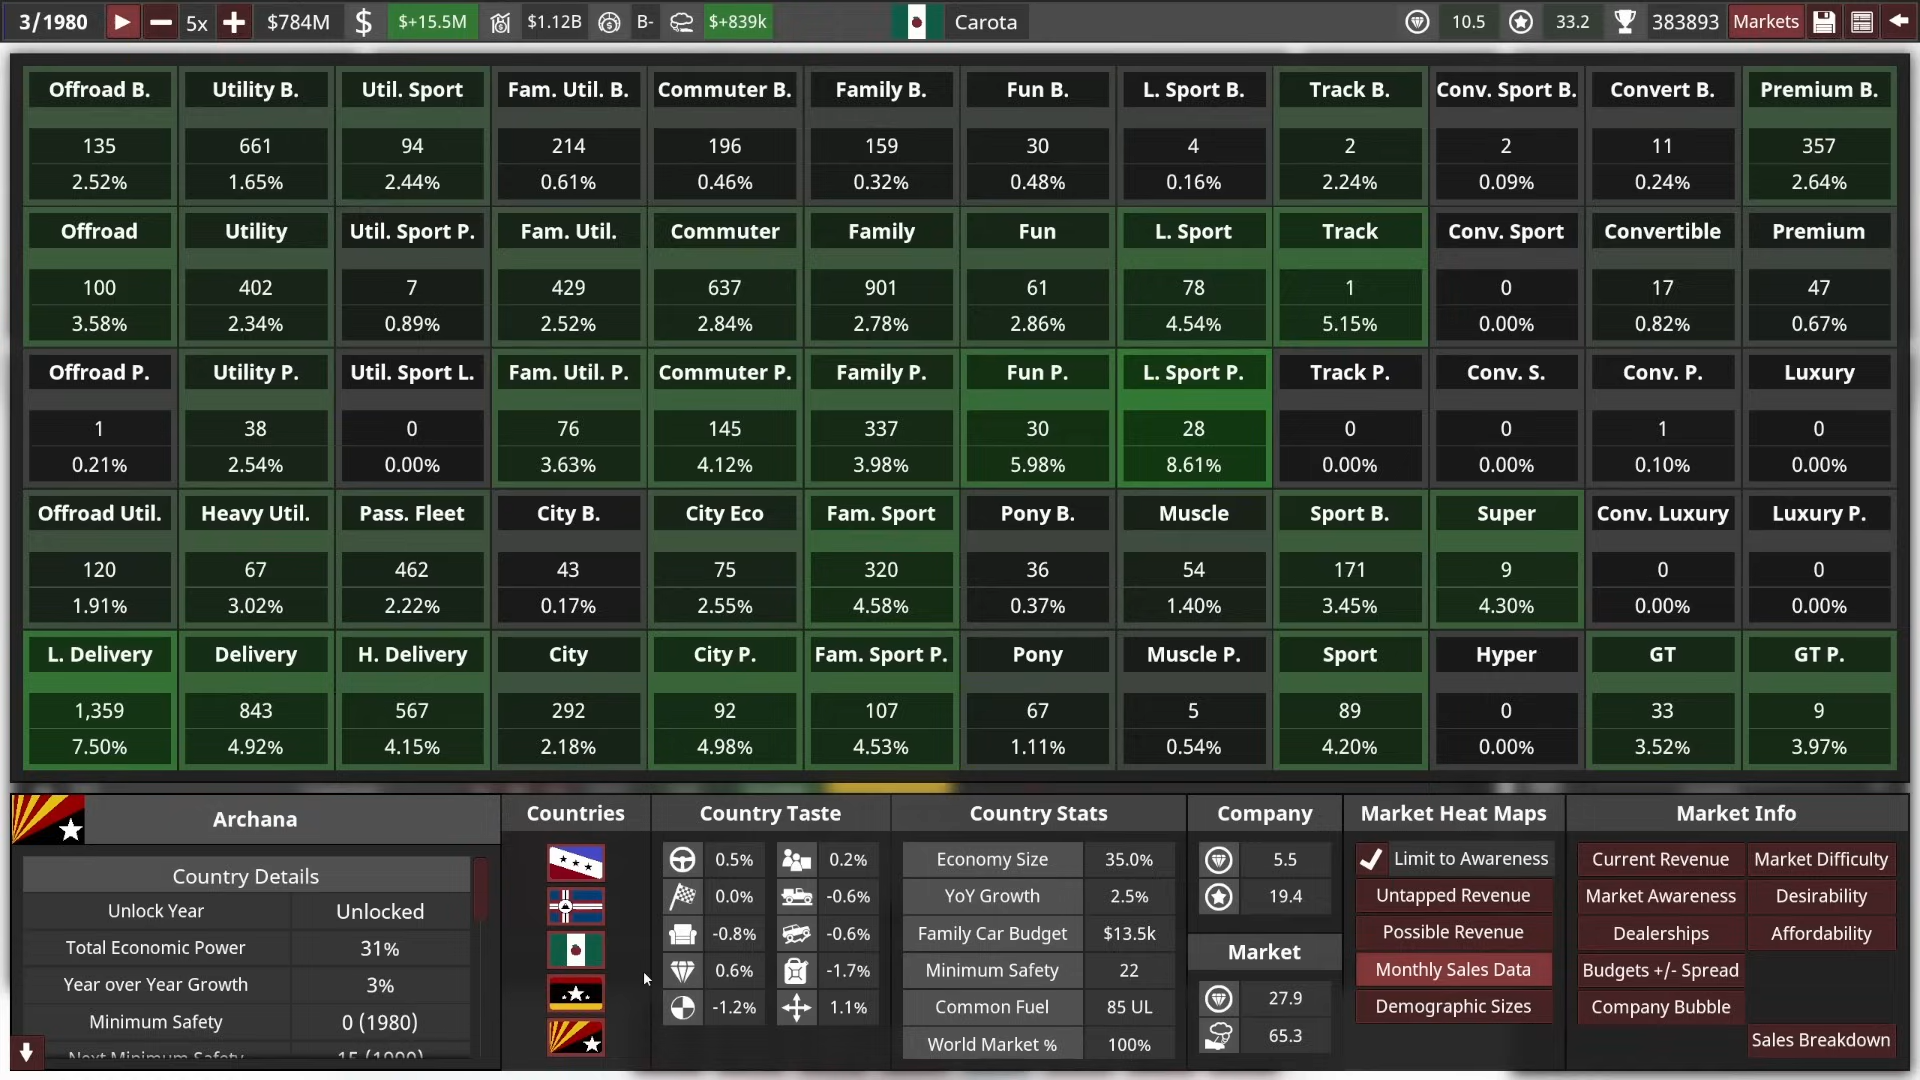 3/1980 5x $784M $+15.5M $1.12B B- $+839k Carota 10.5 33.2 383893 Markets
Offroad B. Utility B. Util. Sport Fam. Util. B. Commuter B. Family B. Fun B. L. Sport B. Track B. Conv. Sport B. Convert B. Premium B.
135 661 94 214 196 159 30 4 2 2 11 357
2.52% 1.65% 2.44% 0.61% 0.46% 0.32% 0.48% 0.16% 2.24% 0.09% 0.24% 2.64%
Offroad Utility Util. Sport P. Fam. Util. Commuter Family Fun L. Sport Track Conv. Sport Convertible Premium
100 402 7 429 637 901 61 78 1 0 17 47
3.58% 2.34% 0.89% 2.52% 2.84% 2.78% 2.86% 4.54% 5.15% 0.00% 0.82% 0.67%
Offroad P. Utility P. Util. Sport L. Fam. Util. P. Commuter P. Family P. Fun P. L. Sport P. Track P. Conv. S. Conv. P. Luxury
1 38 0 76 145 337 30 28 0 0 1 0
0.21% 2.54% 0.00% 3.63% 4.12% 3.98% 5.98% 8.61% 0.00% 0.00% 0.10% 0.00%
Offroad Util. Heavy Util. Pass. Fleet City B. City Eco Fam. Sport Pony B. Muscle Sport B. Super Conv. Luxury Luxury P.
120 67 462 43 75 320 36 54 171 9 0 0
1.91% 3.02% 2.22% 0.17% 2.55% 4.58% 0.37% 1.40% 3.45% 4.30% 0.00% 0.00%
L. Delivery Delivery H. Delivery City City P. Fam. Sport P. Pony Muscle P. Sport Hyper GT GT P.
1,359 843 567 292 92 107 67 5 89 0 33 9
7.50% 4.92% 4.15% 2.18% 4.98% 4.53% 1.11% 0.54% 4.20% 0.00% 3.52% 3.97%
Archana
Country Details
Unlock Year Unlocked
Total Economic Power 31%
Year over Year Growth 3%
Minimum Safety 0 (1980)
Next Minimum Safety 15 (1990)
Countries
Country Taste
0.5% 0.2%
0.0% -0.6%
-0.8% -0.6%
0.6% -1.7%
-1.2% 1.1%
Country Stats
Economy Size 35.0%
YoY Growth 2.5%
Family Car Budget $13.5k
Minimum Safety 22
Common Fuel 85 UL
World Market % 100%
Company
5.5
19.4
Market
27.9
65.3
Market Heat Maps
Limit to Awareness
Untapped Revenue
Possible Revenue
Monthly Sales Data
Demographic Sizes
Market Info
Current Revenue Market Difficulty
Market Awareness Desirability
Dealerships Affordability
Budgets +/- Spread
Company Bubble
Sales Breakdown